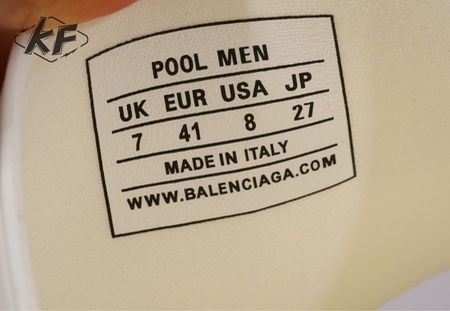 KF
POOL MEN
UK EUR USA JP
7 41 8 27
MADE IN ITALY
WWW.BALENCIAGA.COM